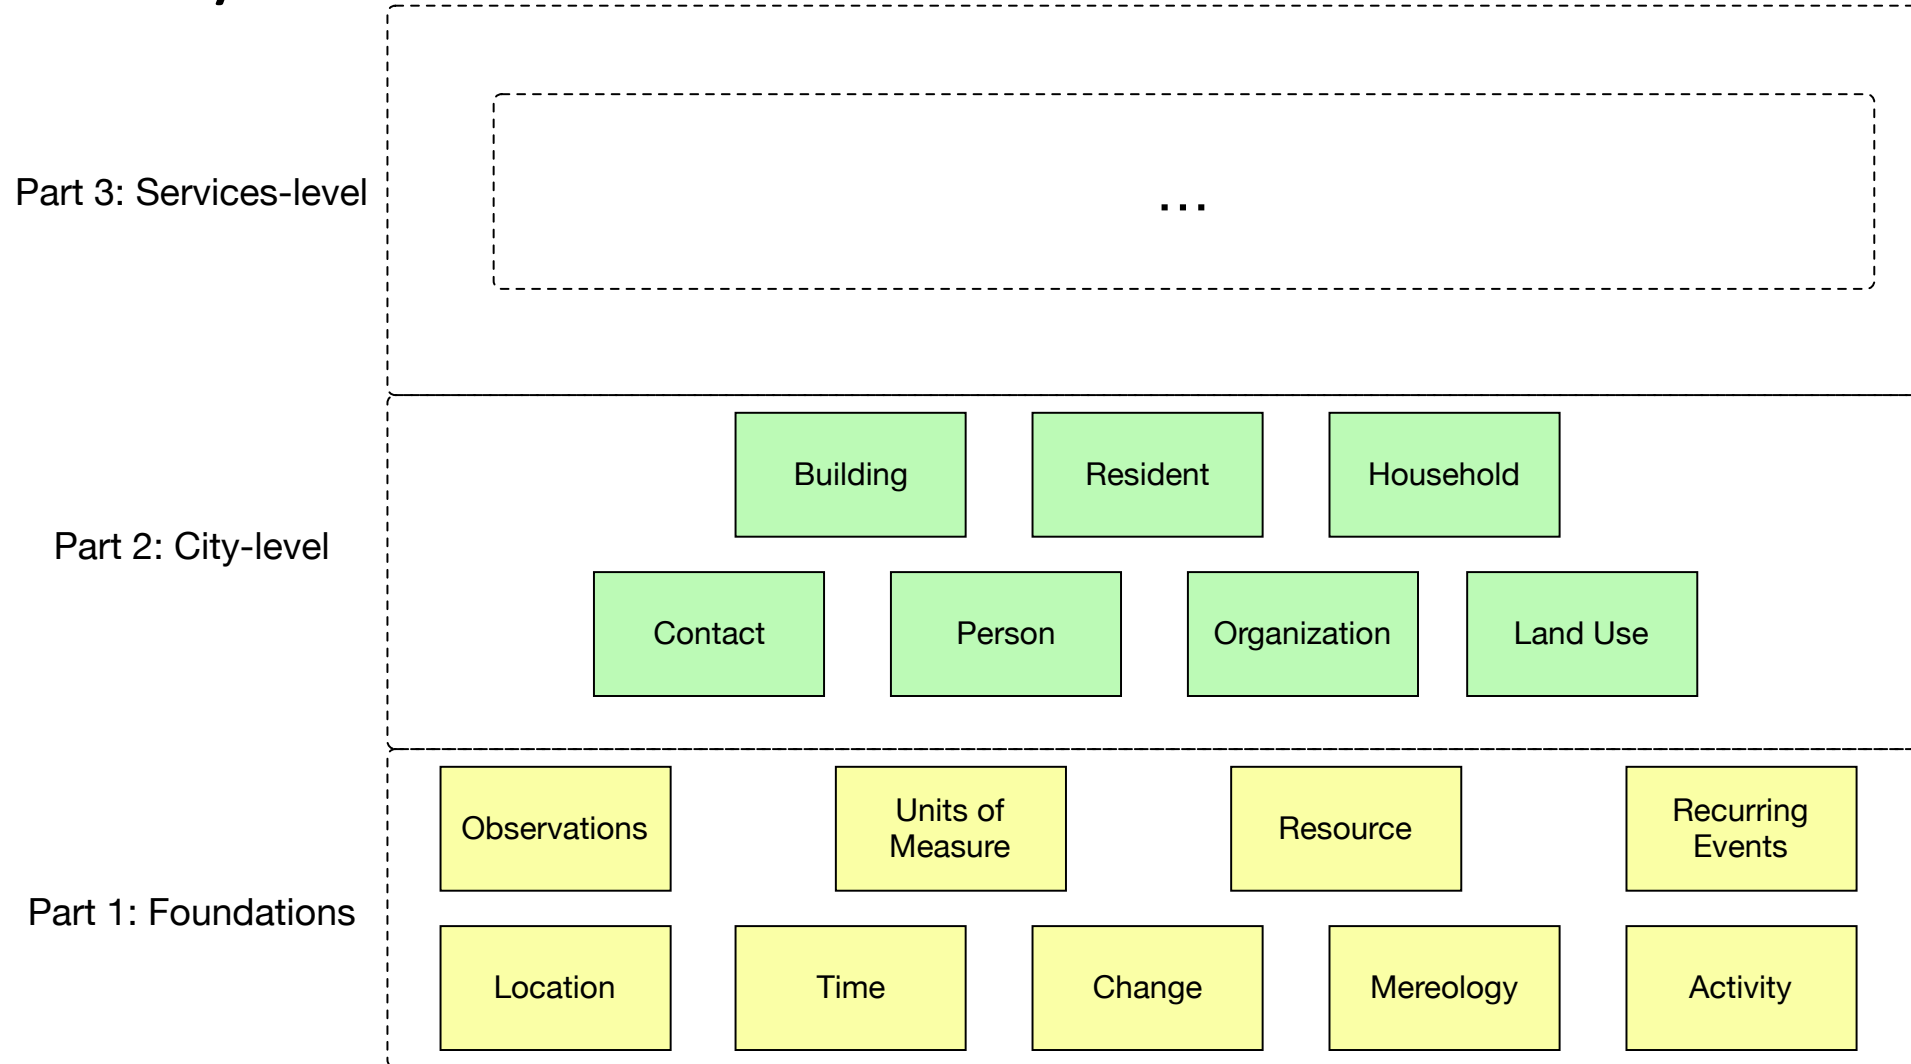 Part 3: Services-level
...
Building
Resident
Household
Part 2: City-level
Contact
Person
Organization
Land Use
Observations
Units of
Measure
Resource
Recurring
Events
Part 1: Foundations
Location
Time
Change
Mereology
Activity